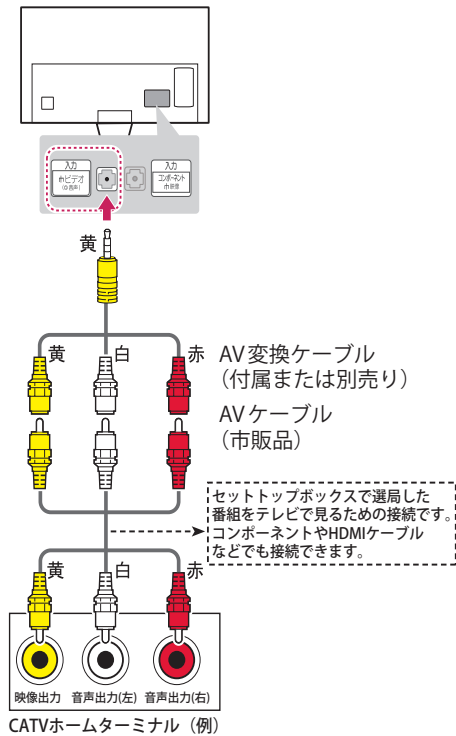 入力
ビデオ
入力
コンポーネント
映像
黄
黄
白
赤
AV変換ケーブル
（付属または別売り）
AVケーブル
（市販品）
セットトップボックスで選局した
番組をテレビで見るための接続です。
コンポーネントやHDMIケーブル
などでも接続できます。
黄
白
赤
映像出力
音声出力(左)
音声出力(右)
CATVホームターミナル（例）